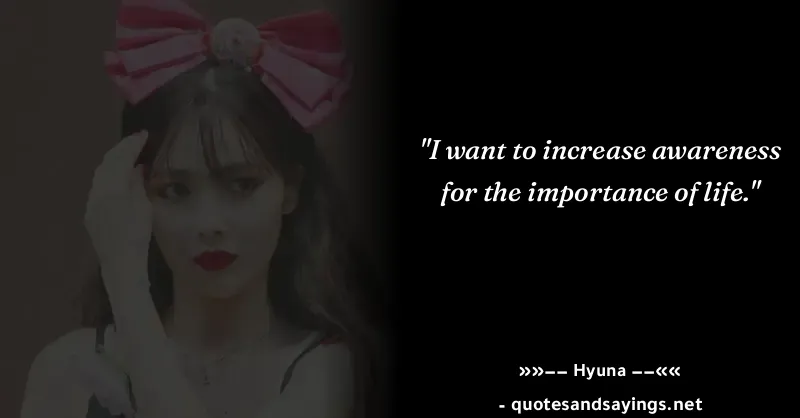 "I want to increase awareness
for the importance of life."
»»—— Hyuna ——««
- quotesandsayings.net